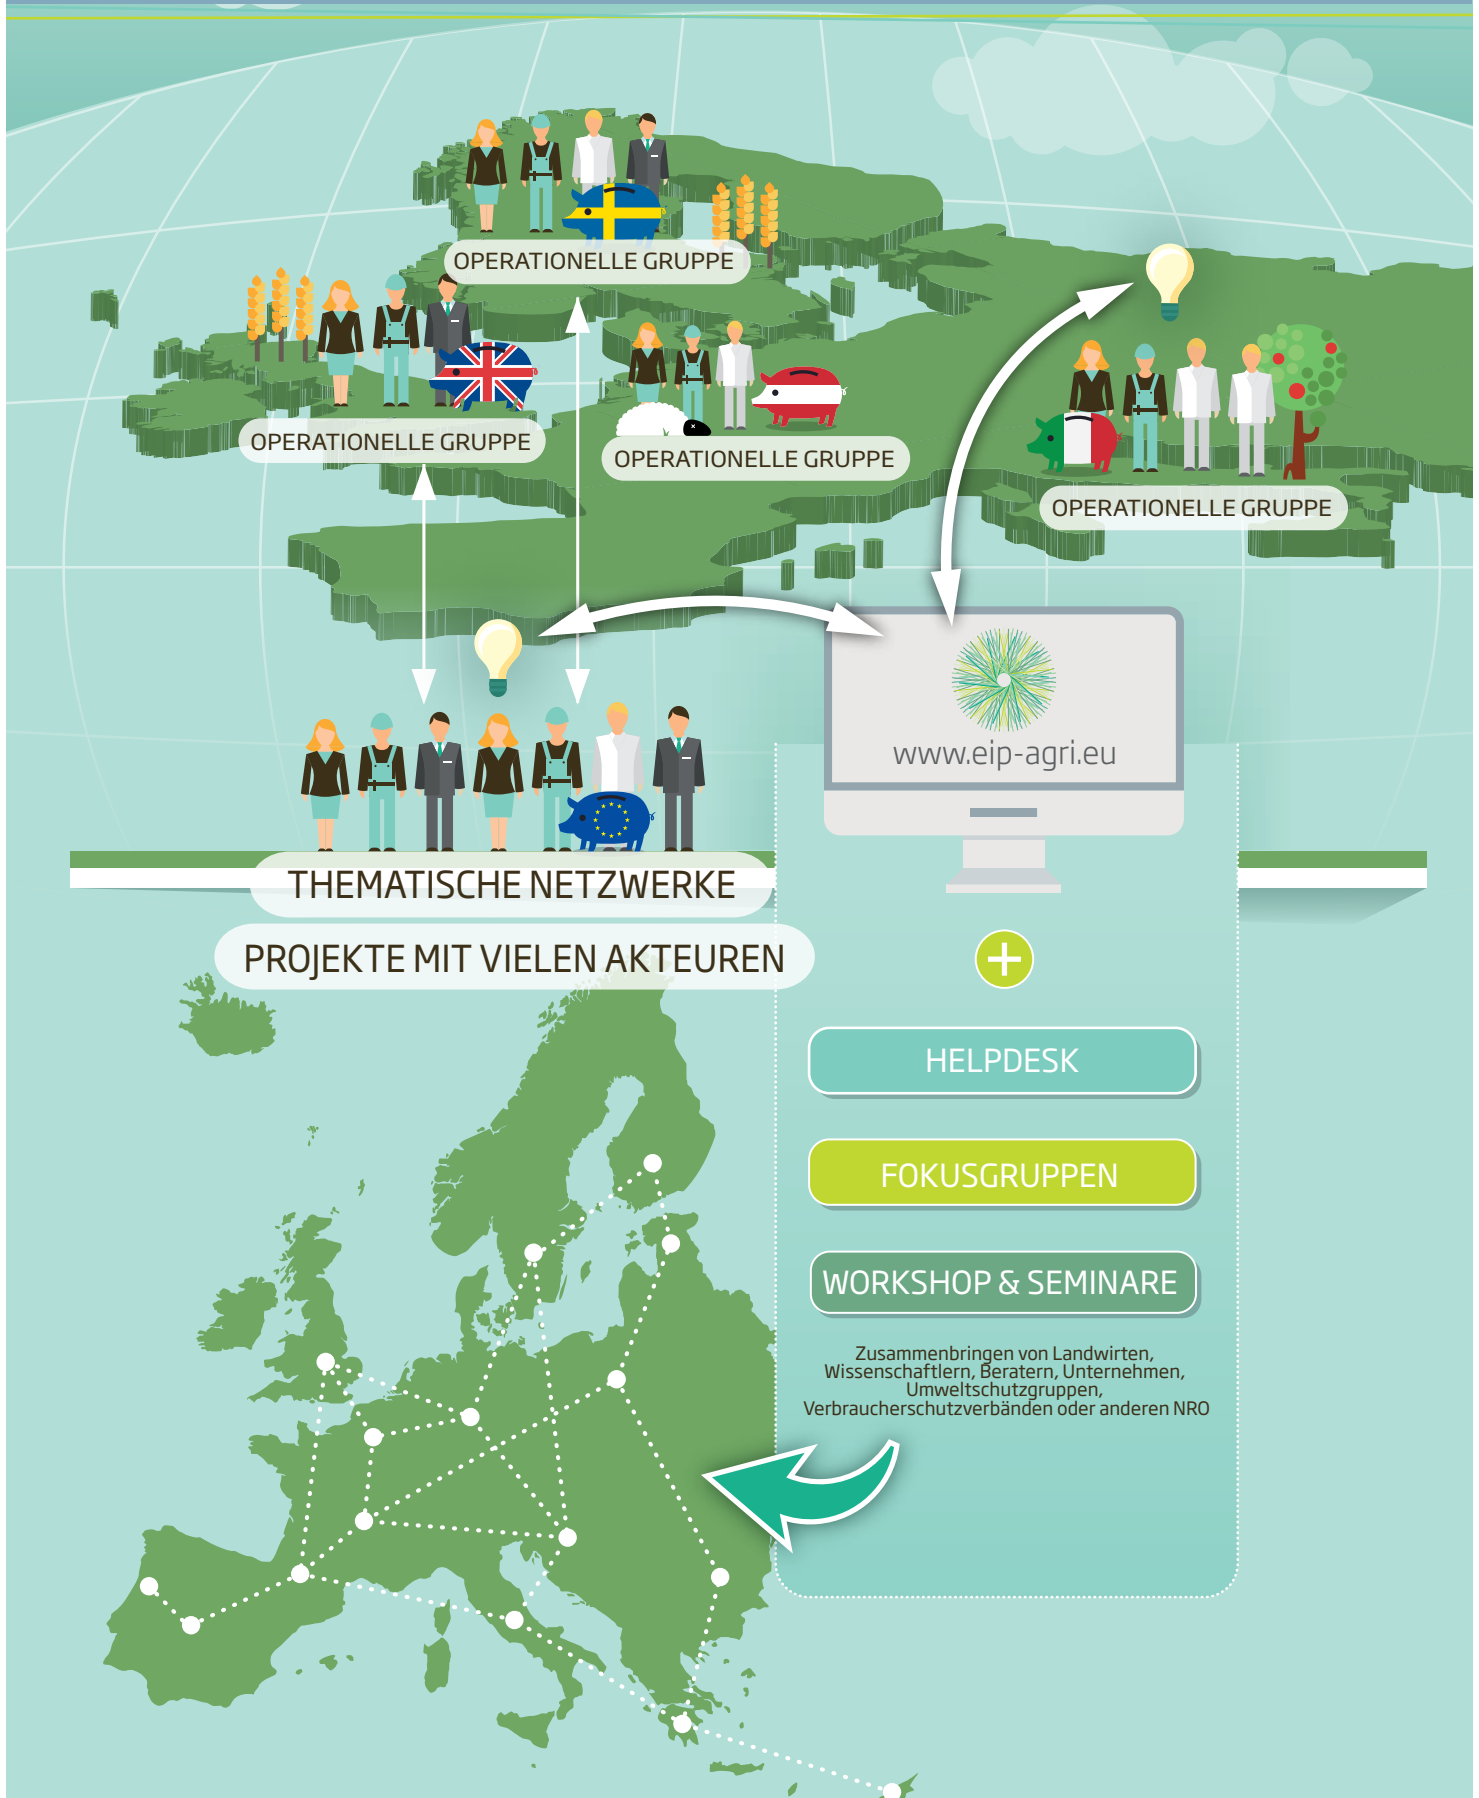 OPERATIONELLE GRUPPE
OPERATIONELLE GRUPPE
OPERATIONELLE GRUPPE
OPERATIONELLE GRUPPE
www.eip-agri.eu
THEMATISCHE NETZWERKE
PROJEKTE MIT VIELEN AKTEUREN
HELPDESK
FOKUSGRUPPEN
WORKSHOP & SEMINARE
Zusammenbringen von Landwirten,
Wissenschaftlern, Beratern, Unternehmen,
Umweltschutzgruppen,
Verbraucherschutzverbänden oder anderen NRO